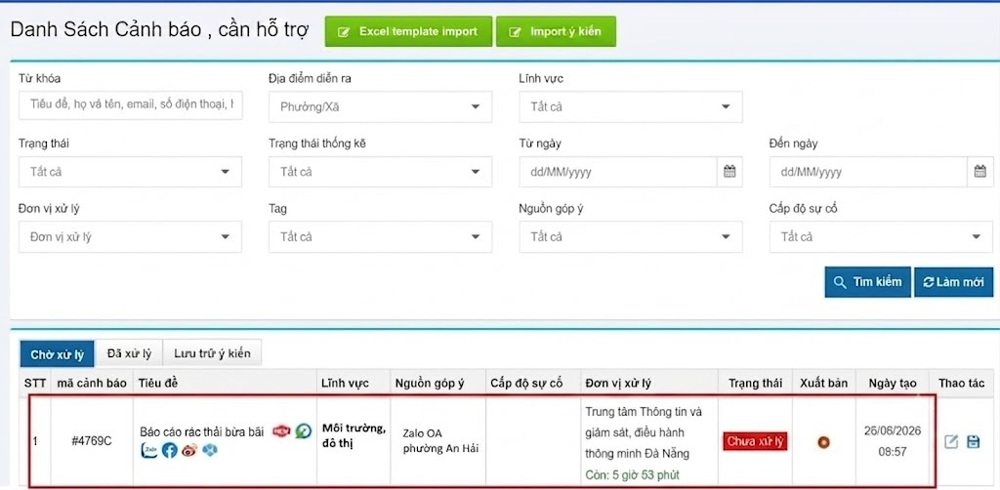 Danh Sách Cảnh báo , cần hỗ trợ
Excel template import
Import ý kiến
Từ khóa
Địa điểm diễn ra
Lĩnh vực
Tiêu đề, họ và tên, email, số điện thoại, h
Phường/Xã
Tất cả
Trạng thái
Trạng thái thống kê
Từ ngày
Đến ngày
Tất cả
Tất cả
dd/MM/yyyy
dd/MM/yyyy
Đơn vị xử lý
Tag
Nguồn góp ý
Cấp độ sự cố
Đơn vị xử lý
Tất cả
Tất cả
Tất cả
Tìm kiếm
Làm mới
Chờ xử lý
Đã xử lý
Lưu trữ ý kiến
STT
mã cảnh báo
Tiêu đề
Lĩnh vực
Nguồn góp ý
Cấp độ sự cố
Đơn vị xử lý
Trạng thái
Xuất bản
Ngày tạo
Thao tác
1
#4769C
Báo cáo rác thải bừa bãi
NEW
Zalo
Môi trường,
đô thị
Zalo OA
phường An Hải
Trung tâm Thông tin và
giám sát, điều hành
thông minh Đà Nẵng
Còn: 5 giờ 53 phút
Chưa xử lý
26/06/2026
08:57